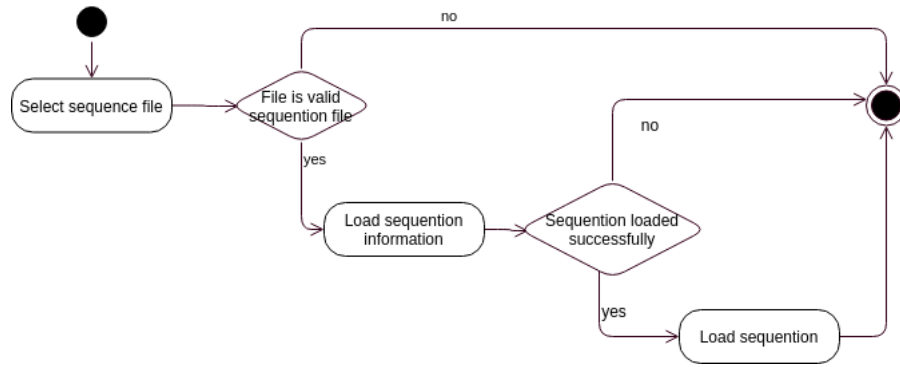 no
Select sequence file
File is valid
sequention file
no
yes
Load sequention
information
Sequention loaded
successfully
yes
Load sequention